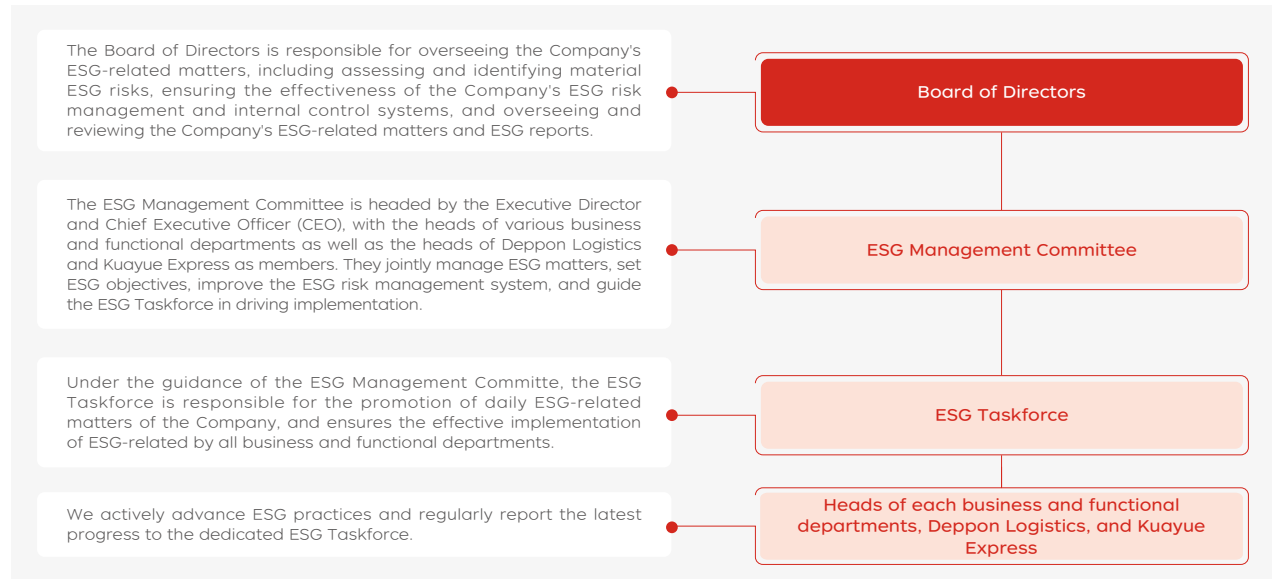 The Board of Directors is responsible for overseeing the Company's
ESG-related matters, including assessing and identifying material
ESG risks, ensuring the effectiveness of the Company's ESG risk
management and internal control systems, and overseeing and
reviewing the Company's ESG-related matters and ESG reports.
Board of Directors
The ESG Management Committee is headed by the Executive Director
and Chief Executive Officer (CEO), with the heads of various business
and functional departments as well as the heads of Deppon Logistics
and Kuayue Express as members. They jointly manage ESG matters, set
ESG objectives, improve the ESG risk management system, and guide
the ESG Taskforce in driving implementation.
ESG Management Committee
Under the guidance of the ESG Management Committe, the ESG
Taskforce is responsible for the promotion of daily ESG-related
matters of the Company, and ensures the effective implementation
of ESG-related by all business and functional departments.
ESG Taskforce
We actively advance ESG practices and regularly report the latest
progress to the dedicated ESG Taskforce.
Heads of each business and functional
departments, Deppon Logistics, and Kuayue
Express